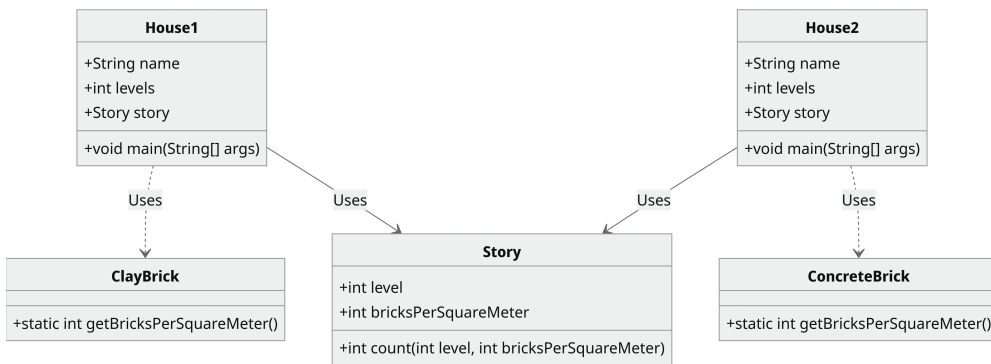 House1
+String name
+int levels
+Story story
+void main(String[] args)
House2
+String name
+int levels
+Story story
+void main(String[] args)
Uses
Uses
Uses
Uses
ClayBrick
+static int getBricksPerSquareMeter()
Story
+int level
+int bricksPerSquareMeter
+int count(int level, int bricksPerSquareMeter)
ConcreteBrick
+static int getBricksPerSquareMeter()